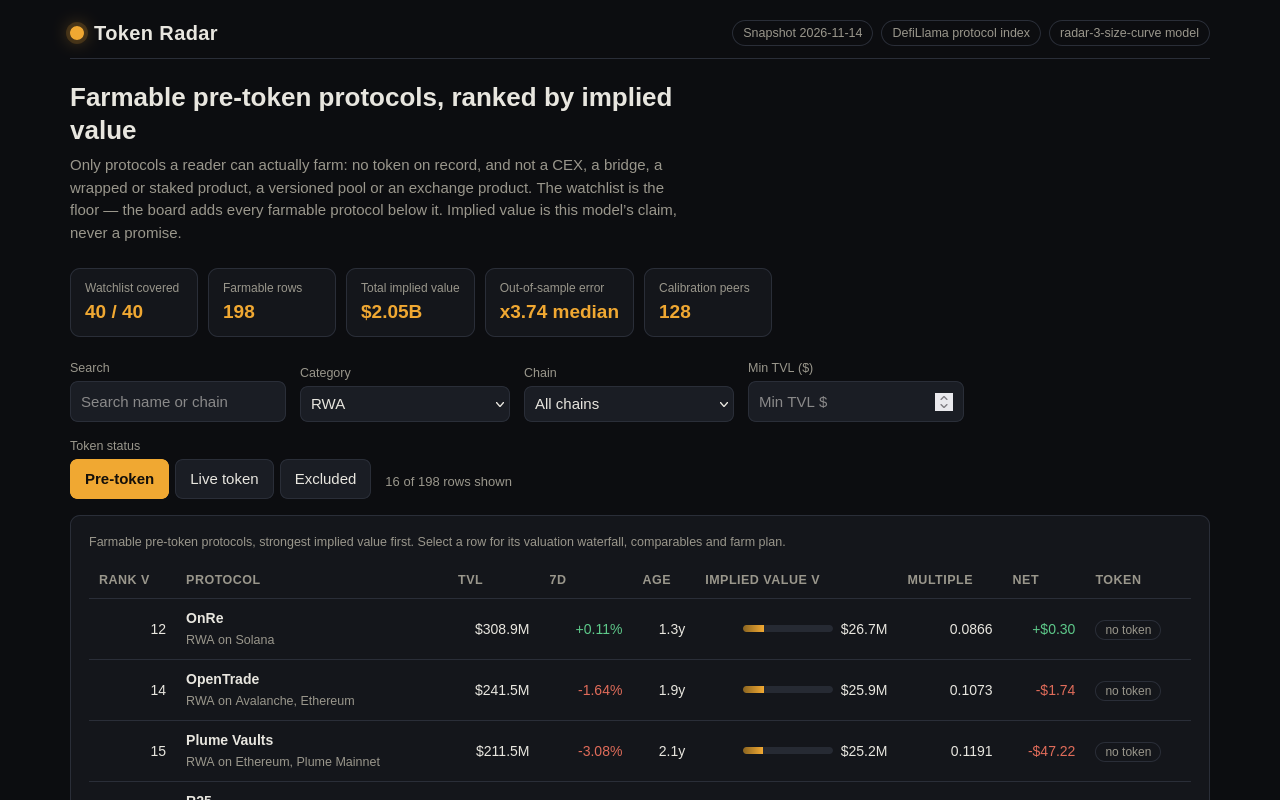 Token Radar
Snapshot 2026-11-14
DefiLlama protocol index
radar-3-size-curve model
Farmable pre-token protocols, ranked by implied
value
Only protocols a reader can actually farm: no token on record, and not a CEX, a bridge, a
wrapped or staked product, a versioned pool or an exchange product. The watchlist is the
floor — the board adds every farmable protocol below it. Implied value is this model's claim,
never a promise.
Watchlist covered
40 / 40
Farmable rows
198
Total implied value
$2.05B
Out-of-sample error
x3.74 median
Calibration peers
128
Search
Search name or chain
Category
RWA
Chain
All chains
Min TVL ($)
Min TVL $
Token status
Pre-token
Live token
Excluded
16 of 198 rows shown
Farmable pre-token protocols, strongest implied value first. Select a row for its valuation waterfall, comparables and farm plan.
RANK V PROTOCOL TVL 7D AGE IMPLIED VALUE V MULTIPLE NET TOKEN
12 OnRe $308.9M +0.11% 1.3y $26.7M 0.0866 +$0.30 no token
RWA on Solana
14 OpenTrade $241.5M -1.64% 1.9y $25.9M 0.1073 -$1.74 no token
RWA on Avalanche, Ethereum
15 Plume Vaults $211.5M -3.08% 2.1y $25.2M 0.1191 -$47.22 no token
RWA on Ethereum, Plume Mainnet